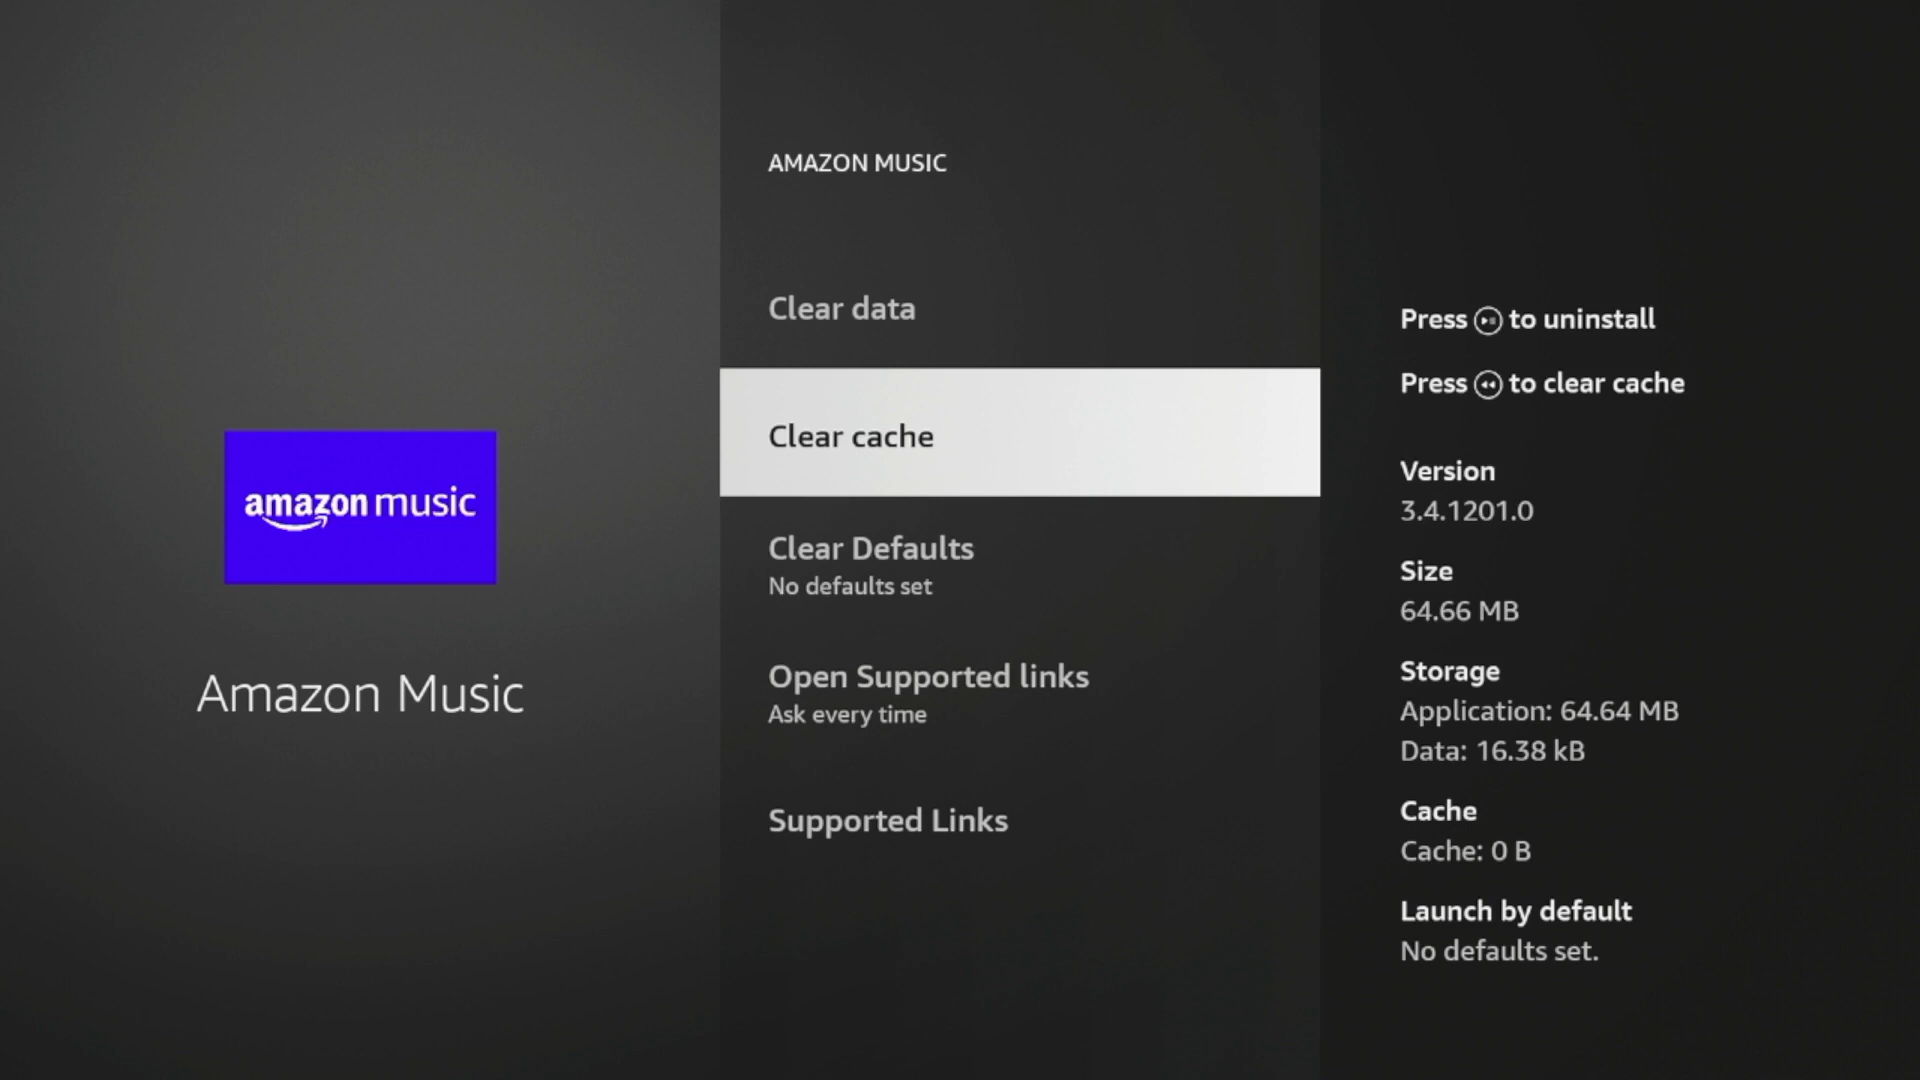 amazon music
Amazon Music
AMAZON MUSIC
Clear data
Clear cache
Clear Defaults
No defaults set
Open Supported links
Ask every time
Supported Links
Press to uninstall
Press to clear cache
Version
3.4.1201.0
Size
64.66 MB
Storage
Application: 64.64 MB
Data: 16.38 kB
Cache
Cache: 0 B
Launch by default
No defaults set.